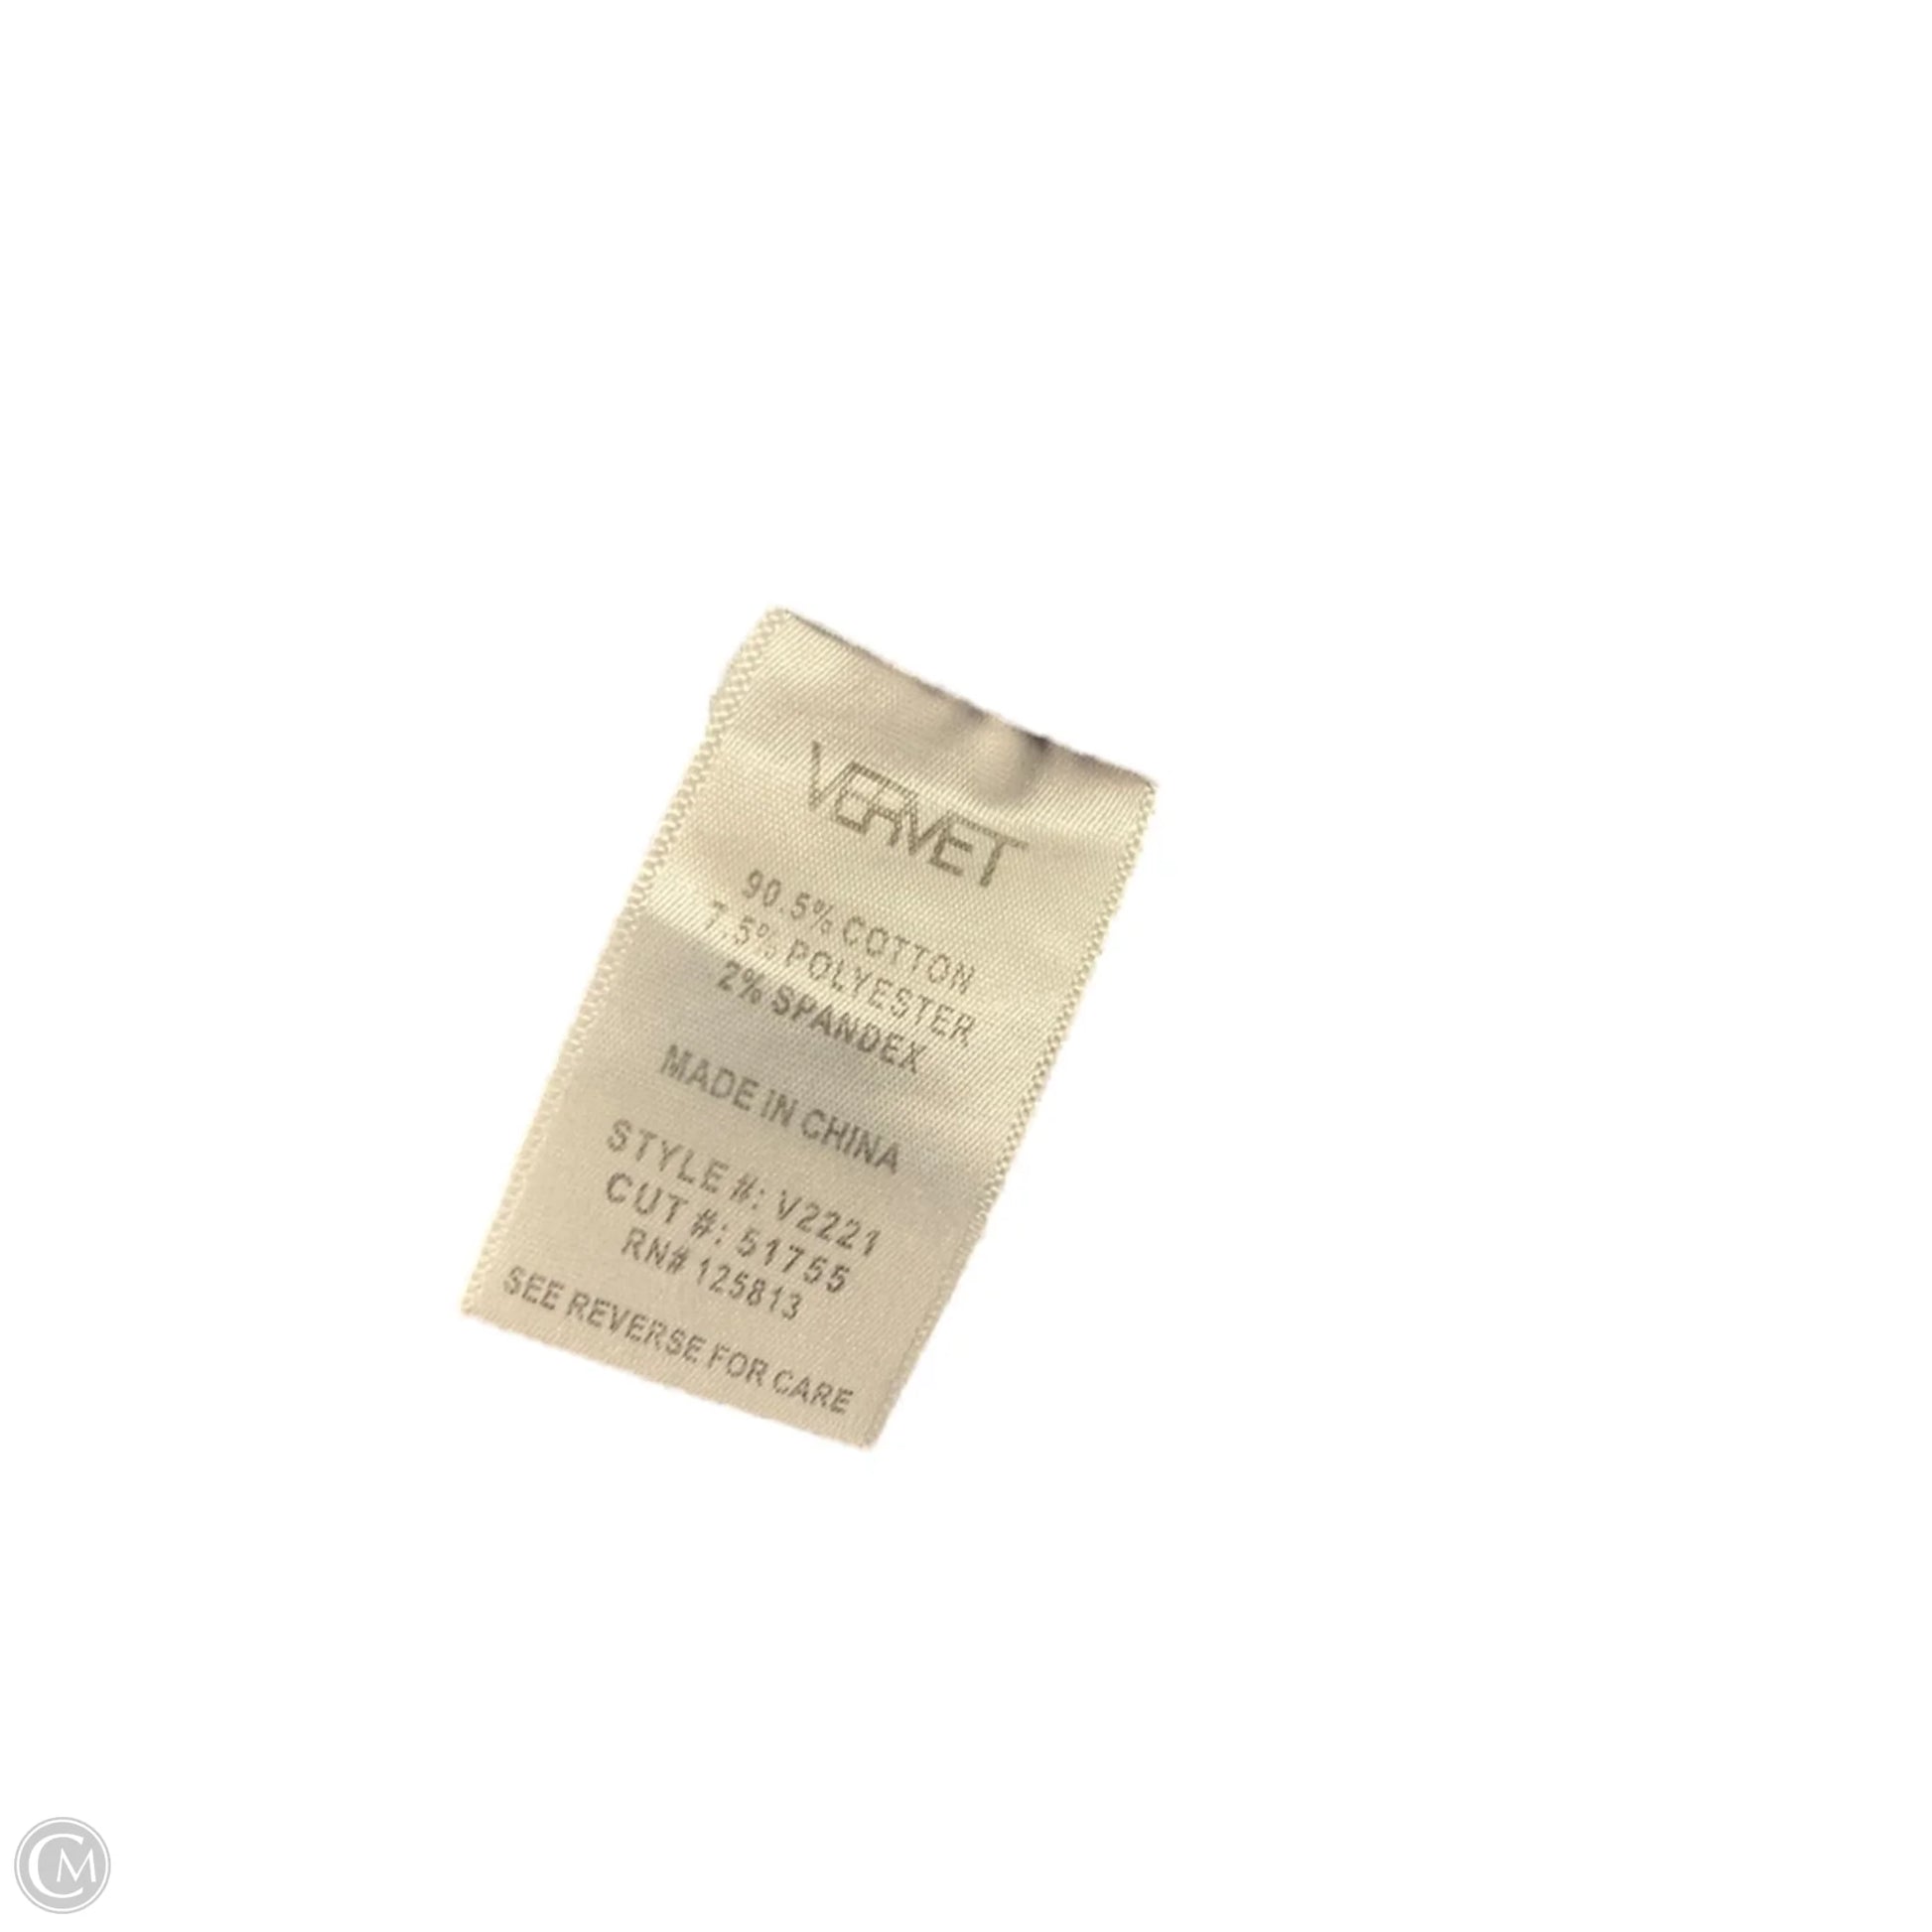 VERVET
90.5% COTTON
7.5% POLYESTER
2% SPANDEX
MADE IN CHINA
STYLE #: V2221
CUT #: 51755
RN# 125813
SEE REVERSE FOR CARE
CM